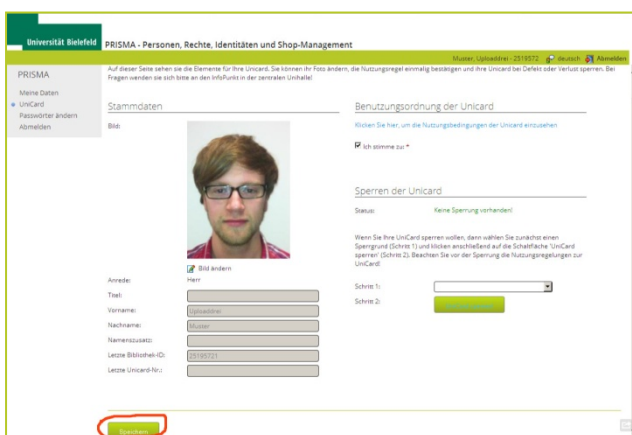 Universität Bielefeld
PRISMA - Personen, Rechte, Identitäten und Shop-Management
Muster, Uploaddrei - 2519572 deutsch Abmelden
PRISMA
Meine Daten
UniCard
Passwörter ändern
Abmelden
Auf dieser Seite sehen sie die Elemente für Ihre Unicard. Sie können ihr Foto ändern, die Nutzungsregel einmalig bestätigen und ihre Unicard bei Defekt oder Verlust sperren. Bei
Fragen wenden sie sich bitte an den InfoPunkt in der zentralen Unihalle!
Stammdaten
Bild:
Bild ändern
Anrede: Herr
Titel:
Vorname: Uploaddrei
Nachname: Muster
Namenszusatz:
Letzte Bibliothek-ID: 25195721
Letzte Unicard-Nr.:
Speichern
Benutzungsordnung der Unicard
Klicken Sie hier, um die Nutzungsbedingungen der Unicard einzusehen
Ich stimme zu: *
Sperren der Unicard
Status: Keine Sperrung vorhanden!
Wenn Sie Ihre UniCard sperren wollen, dann wählen Sie zunächst einen
Sperrgrund (Schritt 1) und klicken anschließend auf die Schaltfläche 'UniCard
sperren' (Schritt 2). Beachten Sie vor der Sperrung die Nutzungsregelungen zur
UniCard!
Schritt 1:
Schritt 2: